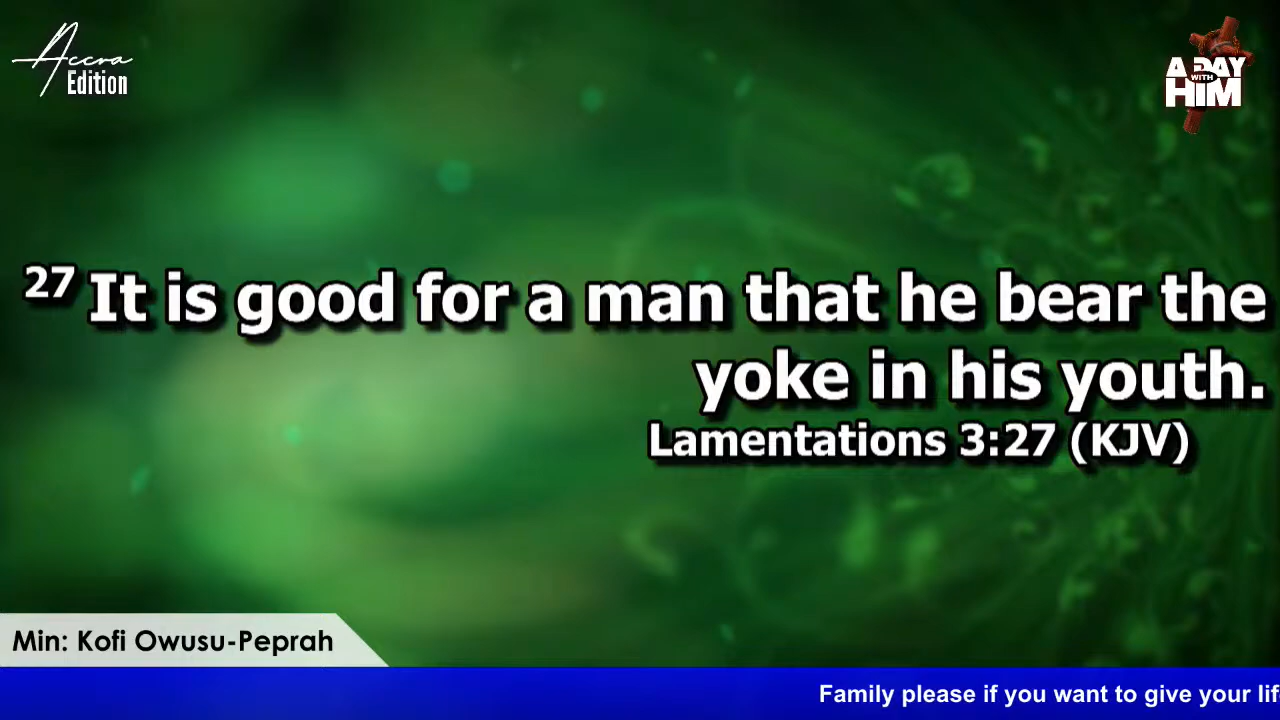 Accra
Edition
A DAY
WITH
HIM
27 It is good for a man that he bear the
yoke in his youth.
Lamentations 3:27 (KJV)
Min: Kofi Owusu-Peprah
Family please if you want to give your lif